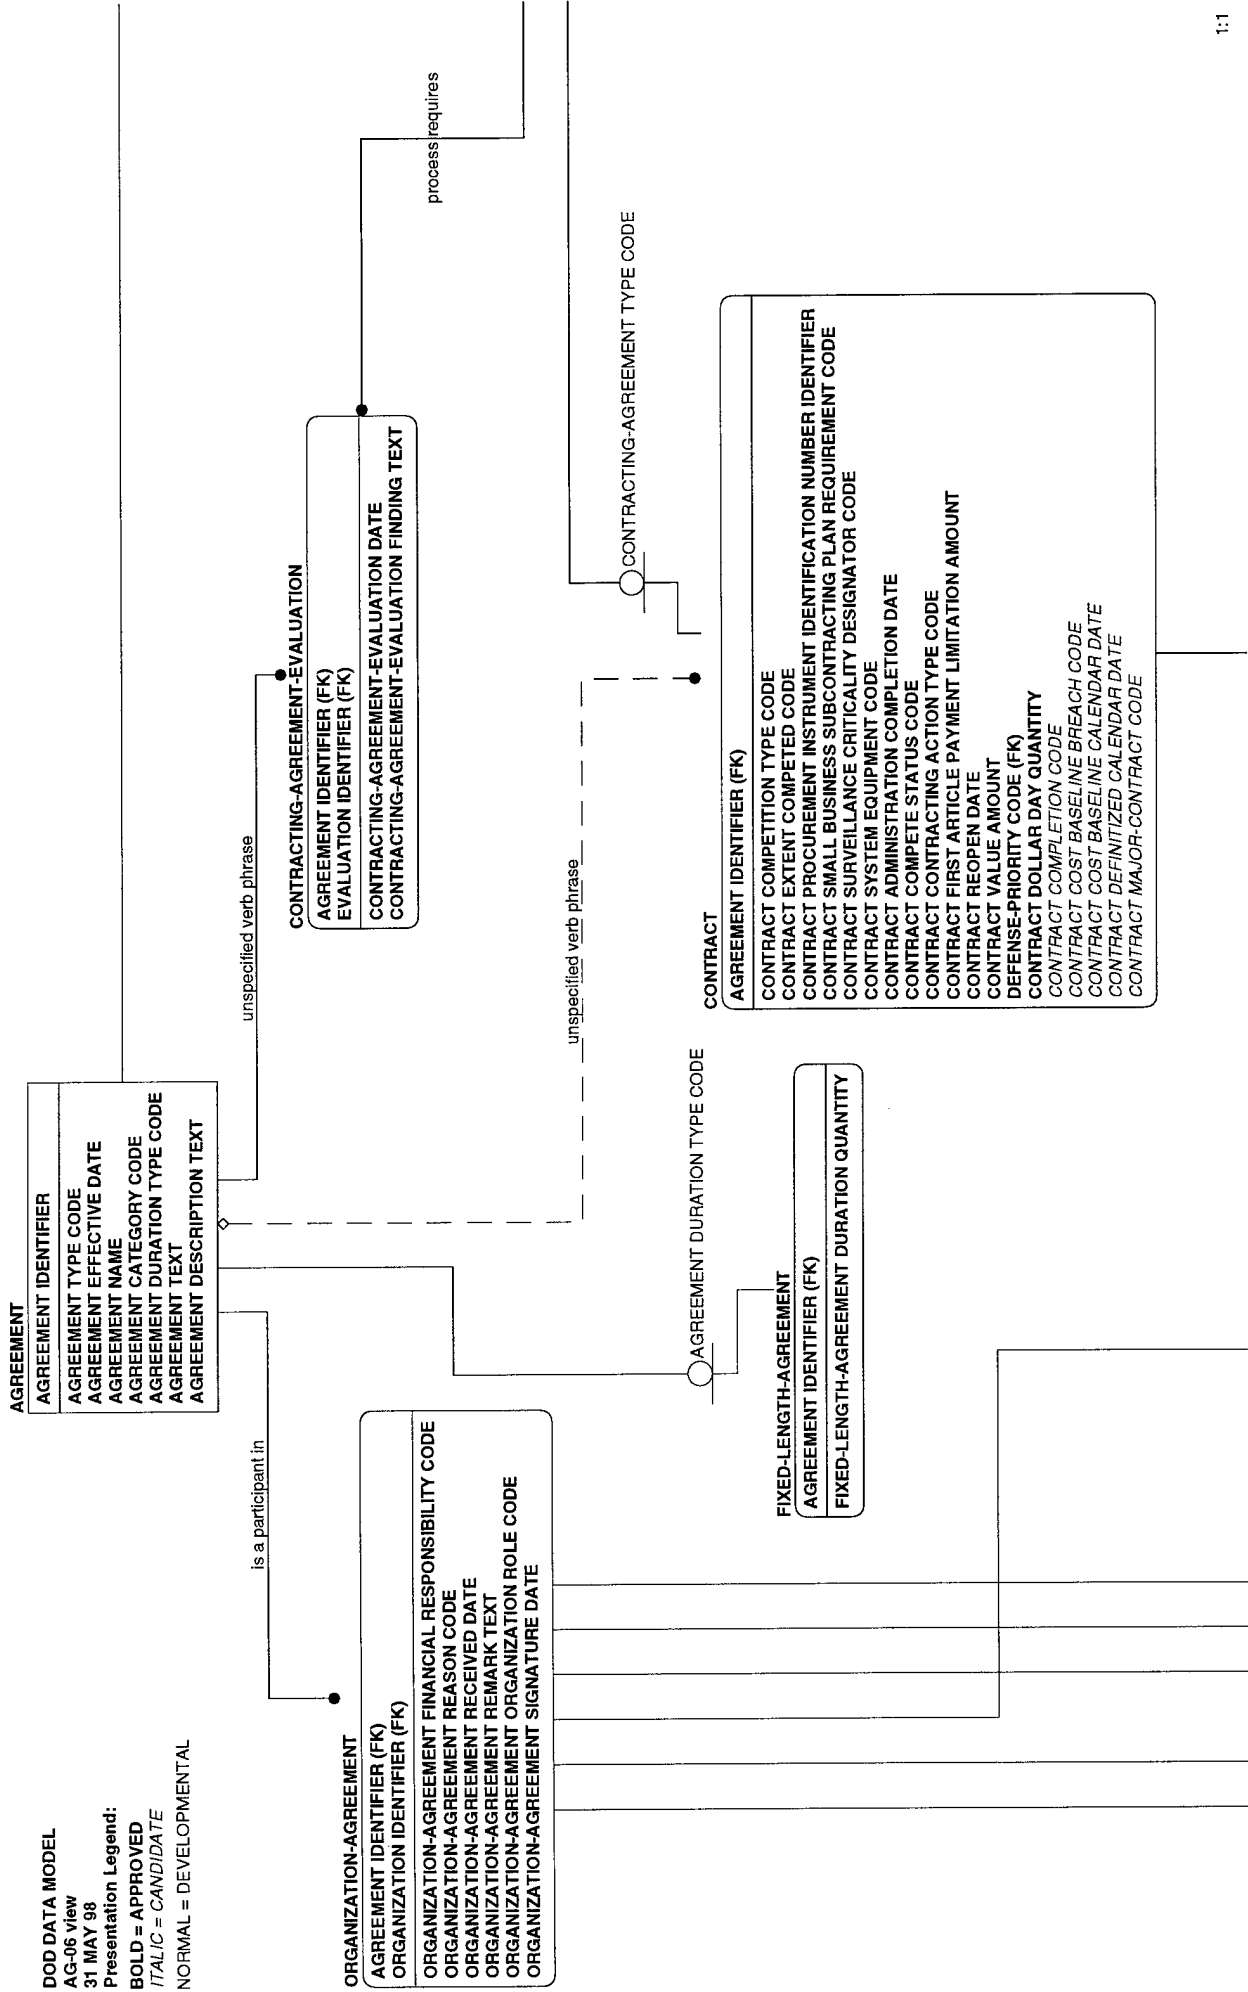 DOD DATA MODEL
AG-06 view
31 MAY 98
Presentation Legend:
BOLD = APPROVED
ITALIC = CANDIDATE
NORMAL = DEVELOPMENTAL
AGREEMENT
AGREEMENT IDENTIFIER
AGREEMENT TYPE CODE
AGREEMENT EFFECTIVE DATE
AGREEMENT NAME
AGREEMENT CATEGORY CODE
AGREEMENT DURATION TYPE CODE
AGREEMENT TEXT
AGREEMENT DESCRIPTION TEXT
is a participant in
unspecified verb phrase
ORGANIZATION-AGREEMENT
AGREEMENT IDENTIFIER (FK)
ORGANIZATION IDENTIFIER (FK)
ORGANIZATION-AGREEMENT FINANCIAL RESPONSIBILITY CODE
ORGANIZATION-AGREEMENT REASON CODE
ORGANIZATION-AGREEMENT RECEIVED DATE
ORGANIZATION-AGREEMENT REMARK TEXT
ORGANIZATION-AGREEMENT ORGANIZATION ROLE CODE
ORGANIZATION-AGREEMENT SIGNATURE DATE
CONTRACTING-AGREEMENT-EVALUATION
AGREEMENT IDENTIFIER (FK)
EVALUATION IDENTIFIER (FK)
CONTRACTING-AGREEMENT-EVALUATION DATE
CONTRACTING-AGREEMENT-EVALUATION FINDING TEXT
process requires
unspecified verb phrase
CONTRACTING-AGREEMENT TYPE CODE
AGREEMENT DURATION TYPE CODE
FIXED-LENGTH-AGREEMENT
AGREEMENT IDENTIFIER (FK)
FIXED-LENGTH-AGREEMENT DURATION QUANTITY
CONTRACT
AGREEMENT IDENTIFIER (FK)
CONTRACT COMPETITION TYPE CODE
CONTRACT EXTENT COMPETED CODE
CONTRACT PROCUREMENT INSTRUMENT IDENTIFICATION NUMBER IDENTIFIER
CONTRACT SMALL BUSINESS SUBCONTRACTING PLAN REQUIREMENT CODE
CONTRACT SURVEILLANCE CRITICALITY DESIGNATOR CODE
CONTRACT SYSTEM EQUIPMENT CODE
CONTRACT ADMINISTRATION COMPLETION DATE
CONTRACT COMPETE STATUS CODE
CONTRACT CONTRACTING ACTION TYPE CODE
CONTRACT FIRST ARTICLE PAYMENT LIMITATION AMOUNT
CONTRACT REOPEN DATE
CONTRACT VALUE AMOUNT
DEFENSE-PRIORITY CODE (FK)
CONTRACT DOLLAR DAY QUANTITY
CONTRACT COMPLETION CODE
CONTRACT COST BASELINE BREACH CODE
CONTRACT COST BASELINE CALENDAR DATE
CONTRACT DEFINITIZED CALENDAR DATE
CONTRACT MAJOR-CONTRACT CODE
1:1